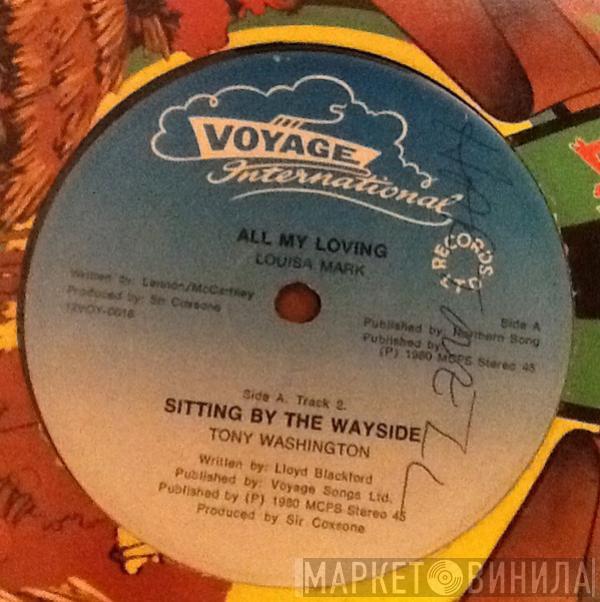 VOYAGE
International
ALL MY LOVING
LOUISA MARK
RECORDS
Written by: Lennon/McCartney
Produced by: Sir Coxsone
12VOY-0018
Side A
Published by: Northern Song
Published by:
(P) 1980 MCPS Stereo 45
Side A. Track 2.
SITTING BY THE WAYSIDE
TONY WASHINGTON
Written by: Lloyd Blackford
Published by: Voyage Songs Ltd.
Published by (P) 1980 MCPS Stereo 45
Produced by Sir Coxsone
МАРКЕТ ВИНИЛА